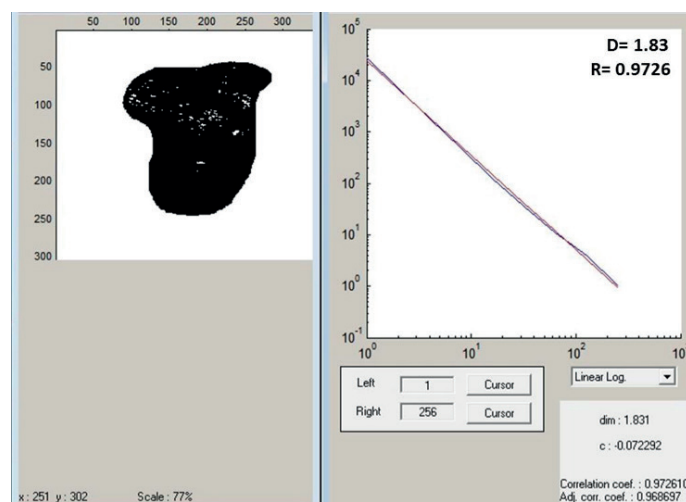 50 100 150 200 250 300
50
100
150
200
250
300
x : 251 y : 302 Scale : 77%
D= 1.83
R= 0.9726
10^5
10^4
10^3
10^2
10^1
10^0
10^-1
10^0 10^1 10^2 10
Left 1 Cursor
Right 256 Cursor
Linear Log.
dim : 1.831
c : -0.072292
Correlation coef. : 0.972610
Adj. corr. coef. : 0.968697